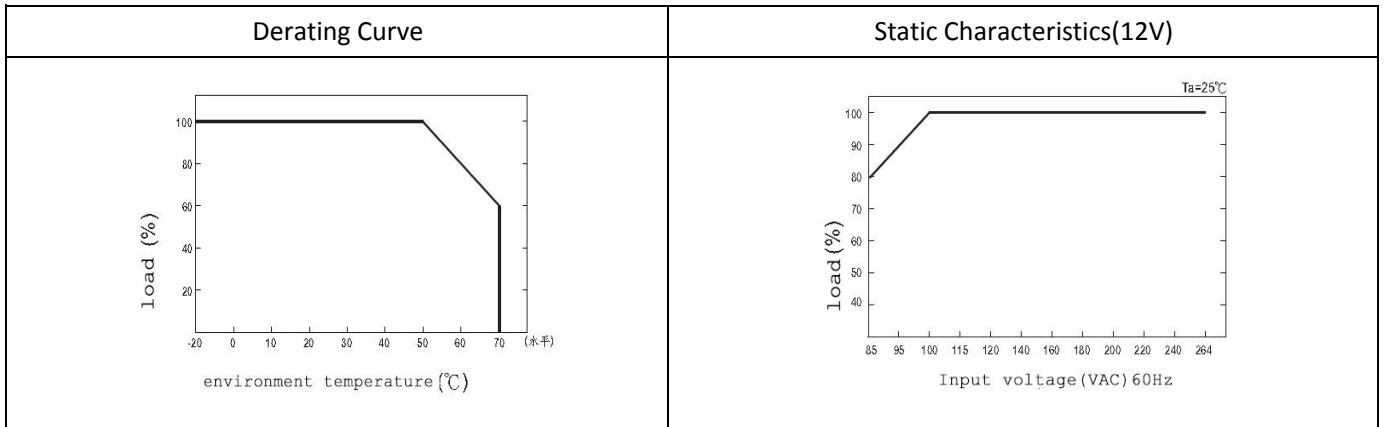 Derating Curve
Static Characteristics(12V)
100
80
60
40
20
load (%)
-20 0 10 20 30 40 50 60 70 (水平)
environment temperature(℃)
Ta=25℃
100
90
80
70
60
50
40
load(%)
85 95 100 115 120 140 160 180 200 220 240 264
Input voltage(VAC)60Hz